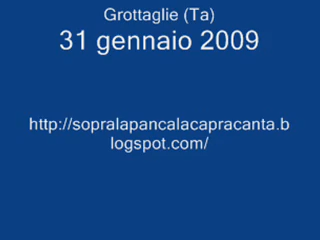 Grottaglie (Ta)
31 gennaio 2009
http://sopralapancalacapracanta.b
logspot.com/